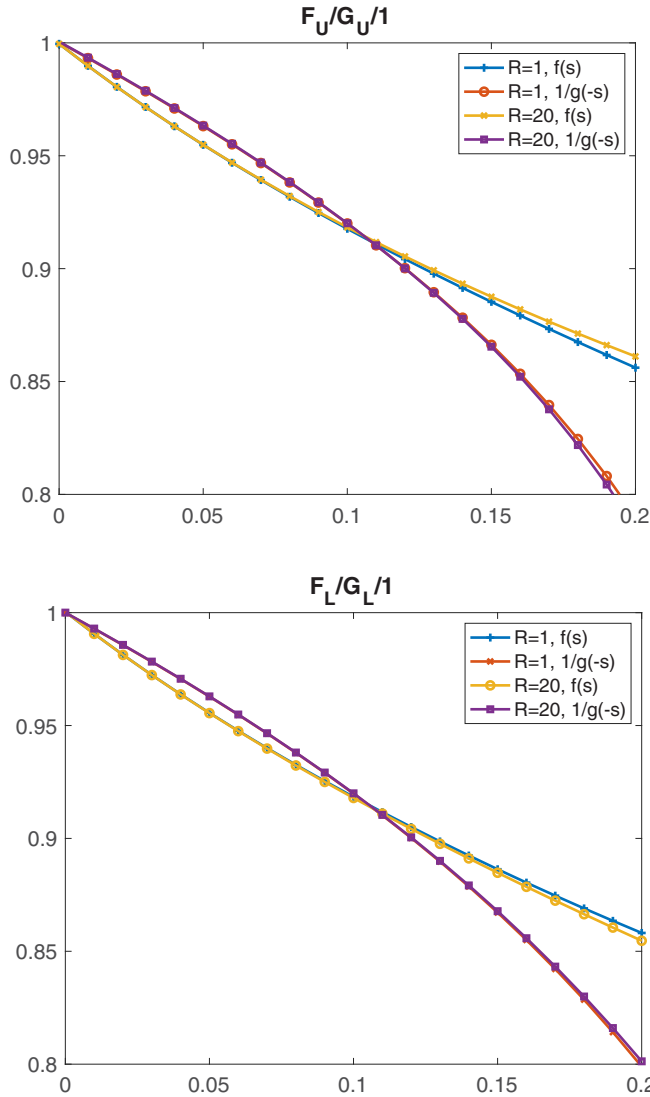 F_U/G_U/1
1
0.95
0.9
0.85
0.8
0
0.05
0.1
0.15
0.2
R=1, f(s)
R=1, 1/g(-s)
R=20, f(s)
R=20, 1/g(-s)
F_L/G_L/1
1
0.95
0.9
0.85
0.8
0
0.05
0.1
0.15
0.2
R=1, f(s)
R=1, 1/g(-s)
R=20, f(s)
R=20, 1/g(-s)